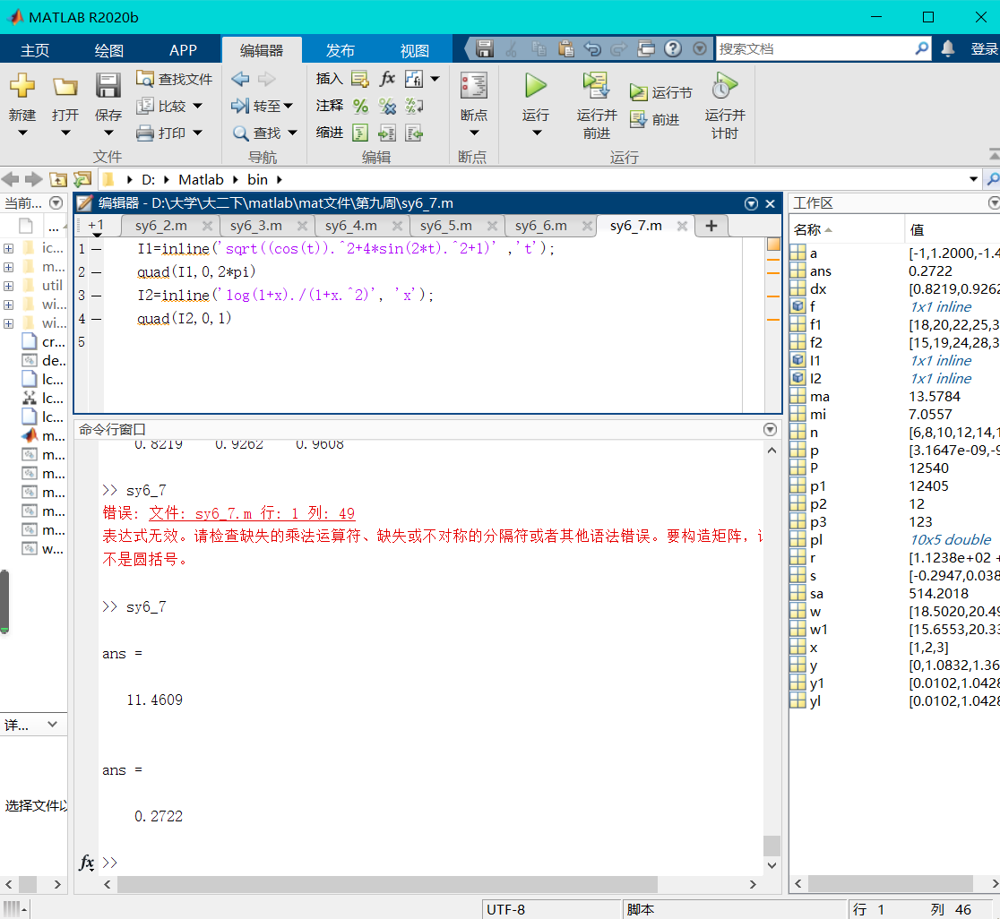 MATLAB R2020b
主页 绘图 APP 编辑器 发布 视图 搜索文档 登录
新建 打开 保存 查找文件 比较 打印 文件
转至 查找 导航
插入 fx fi 注释 缩进 编辑
断点 断点
运行 运行并前进 运行节 前进 运行并计时 运行
D: Matlab bin
当前...
...
ic...
m...
util
wi...
wi...
cr...
de...
lc...
lc...
lc...
m...
m...
m...
m...
m...
m...
w...
详...
选择文件以
编辑器 - D:\大学\大二下\matlab\mat文件\第九周\sy6_7.m
+1 sy6_2.m sy6_3.m sy6_4.m sy6_5.m sy6_6.m sy6_7.m +
1 — I1=inline('sqrt((cos(t)).^2+4*sin(2*t).^2+1)' ,'t');
2 — quad(I1,0,2*pi)
3 — I2=inline('log(1+x)./(1+x.^2)', 'x');
4 — quad(I2,0,1)
5
命令行窗口
0.8219 0.9262 0.9608
>> sy6_7
错误: 文件: sy6_7.m 行: 1 列: 49
表达式无效。请检查缺失的乘法运算符、缺失或不对称的分隔符或者其他语法错误。要构造矩阵，
不是圆括号。
>> sy6_7
ans =
11.4609
ans =
0.2722
fx >>
工作区
名称 值
a [-1,1.2000,-1.4
ans 0.2722
dx [0.8219,0.9262
f 1x1 inline
f1 [18,20,22,25,3
f2 [15,19,24,28,3
I1 1x1 inline
I2 1x1 inline
ma 13.5784
mi 7.0557
n [6,8,10,12,14,1
p [3.1647e-09,-9
P 12540
p1 12405
p2 12
p3 123
pl 10x5 double
r [1.1238e+02 +
s [-0.2947,0.038
sa 514.2018
w [18.5020,20.49
w1 [15.6553,20.33
x [1,2,3]
y [0,1.0832,1.36
y1 [0.0102,1.0428
yl [0.0102,1.0428
UTF-8 脚本 行 1 列 46